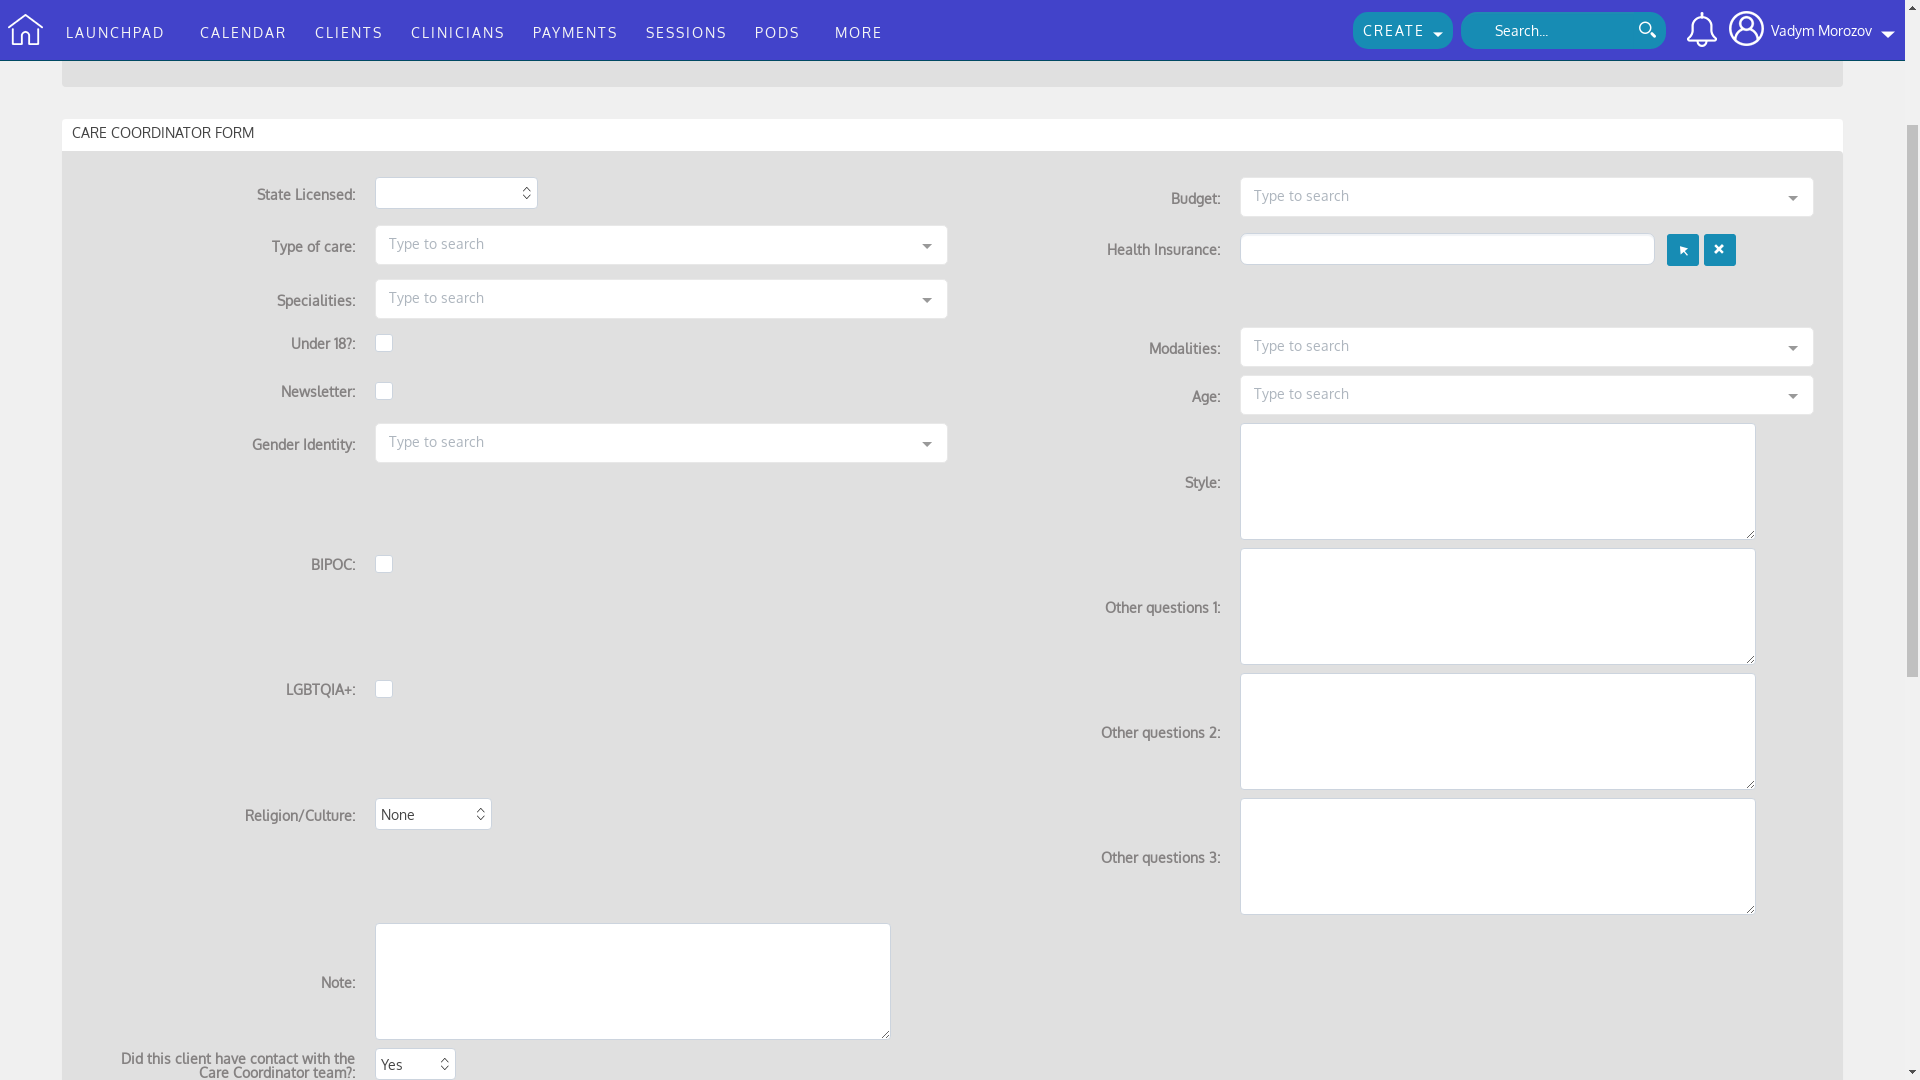 LAUNCHPAD CALENDAR CLIENTS CLINICIANS PAYMENTS SESSIONS PODS MORE CREATE Search... Vadym Morozov
CARE COORDINATOR FORM
State Licensed:
Budget: Type to search
Type of care: Type to search
Health Insurance:
Specialities: Type to search
Under 18?:
Modalities: Type to search
Newsletter:
Age: Type to search
Gender Identity: Type to search
Style:
BIPOC:
Other questions 1:
LGBTQIA+:
Other questions 2:
Religion/Culture: None
Other questions 3:
Note:
Did this client have contact with the
Care Coordinator team?: Yes